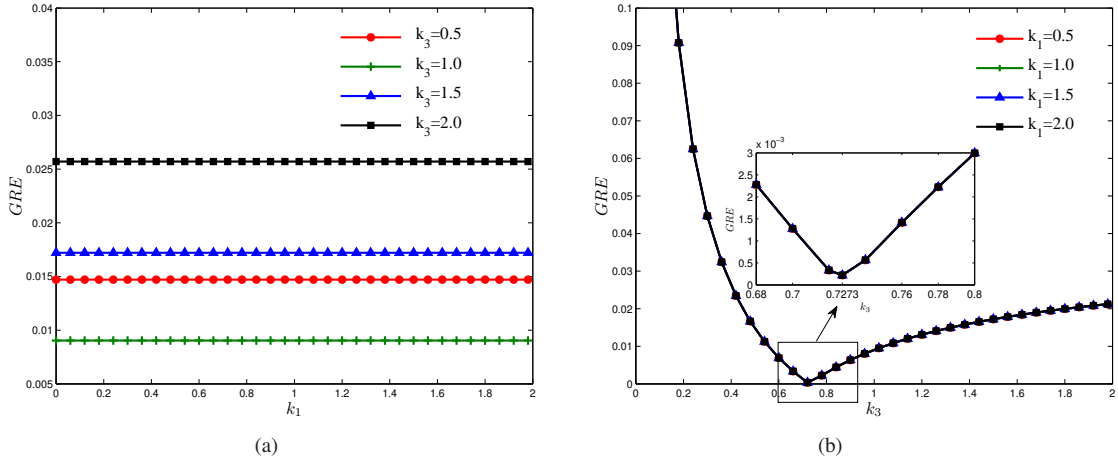 0.04
0.035
0.03
0.025
0.02
0.015
0.01
0.005
GRE
0 0.2 0.4 0.6 0.8 1 1.2 1.4 1.6 1.8 2
k1
k3=0.5
k3=1.0
k3=1.5
k3=2.0
(a)
0.1
0.09
0.08
0.07
0.06
0.05
0.04
0.03
0.02
0.01
0
GRE
0 0.2 0.4 0.6 0.8 1 1.2 1.4 1.6 1.8 2
k3
k1=0.5
k1=1.0
k1=1.5
k1=2.0
x 10−3
3
2.5
2
1.5
1
0.5
0
GRE
0.68 0.7 0.7273 0.76 0.78 0.8
k3
(b)